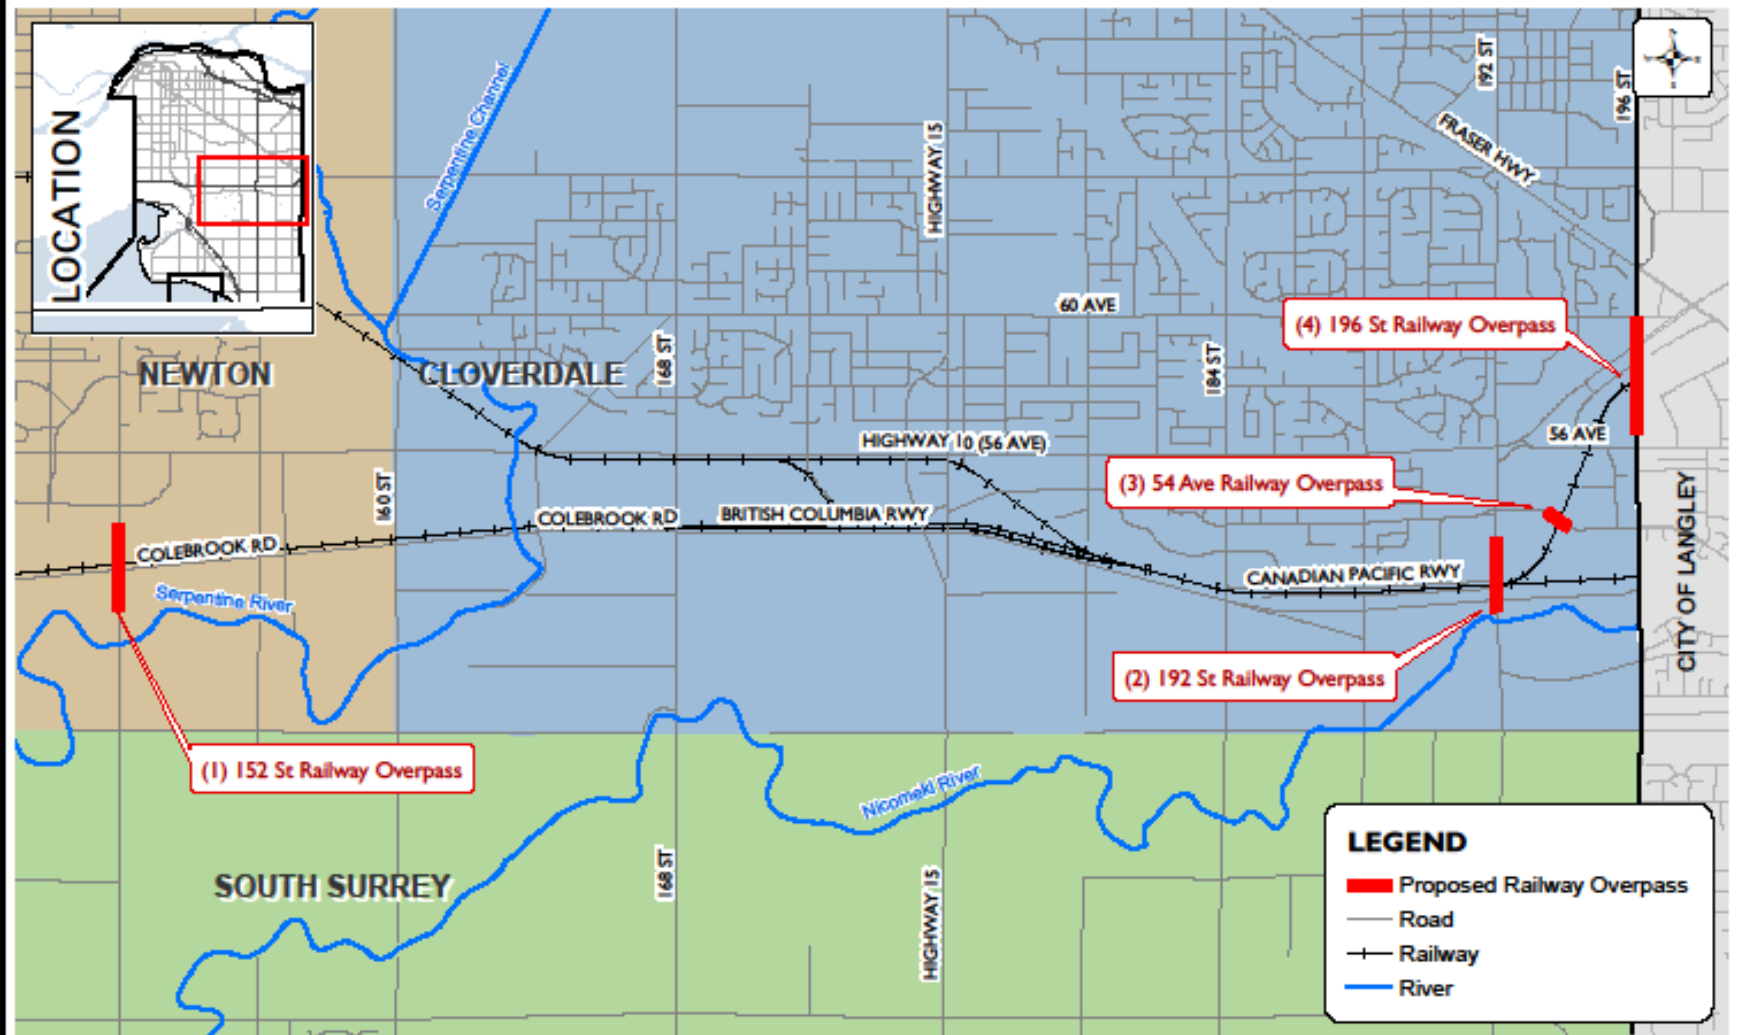 LOCATION
Serpentine Channel
HIGHWAY 15
192 ST
196 ST
FRASER HWY
60 AVE
(4) 196 St Railway Overpass
NEWTON
CLOVERDALE
168 ST
184 ST
HIGHWAY 10 (56 AVE)
56 AVE
160 ST
(3) 54 Ave Railway Overpass
COLEBROOK RD
COLEBROOK RD
BRITISH COLUMBIA RWY
CANADIAN PACIFIC RWY
CITY OF LANGLEY
Serpentine River
(2) 192 St Railway Overpass
(1) 152 St Railway Overpass
Nicomekl River
SOUTH SURREY
168 ST
HIGHWAY 15
LEGEND
Proposed Railway Overpass
Road
Railway
River